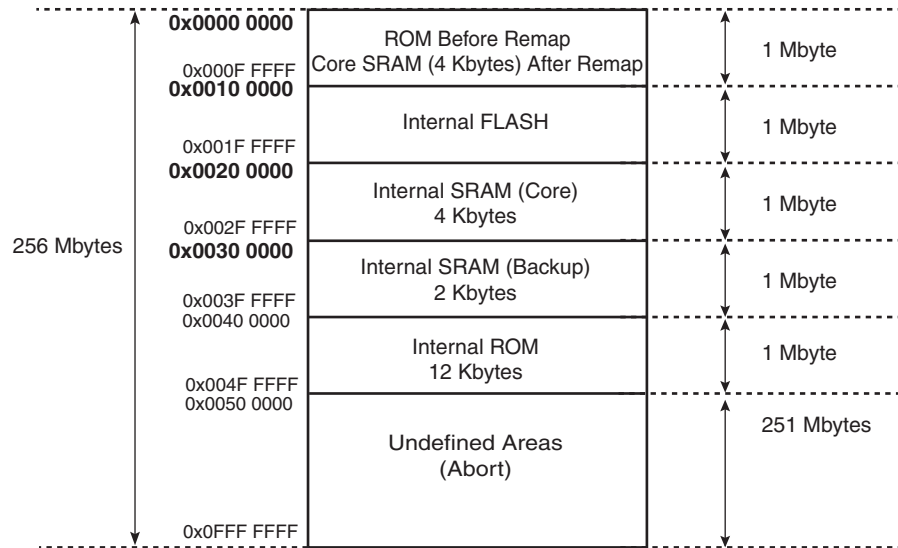 0x0000 0000
ROM Before Remap
Core SRAM (4 Kbytes) After Remap
1 Mbyte
0x000F FFFF
0x0010 0000
Internal FLASH
1 Mbyte
0x001F FFFF
0x0020 0000
Internal SRAM (Core)
4 Kbytes
1 Mbyte
0x002F FFFF
256 Mbytes
0x0030 0000
Internal SRAM (Backup)
2 Kbytes
1 Mbyte
0x003F FFFF
0x0040 0000
Internal ROM
12 Kbytes
1 Mbyte
0x004F FFFF
0x0050 0000
Undefined Areas
(Abort)
251 Mbytes
0x0FFF FFFF